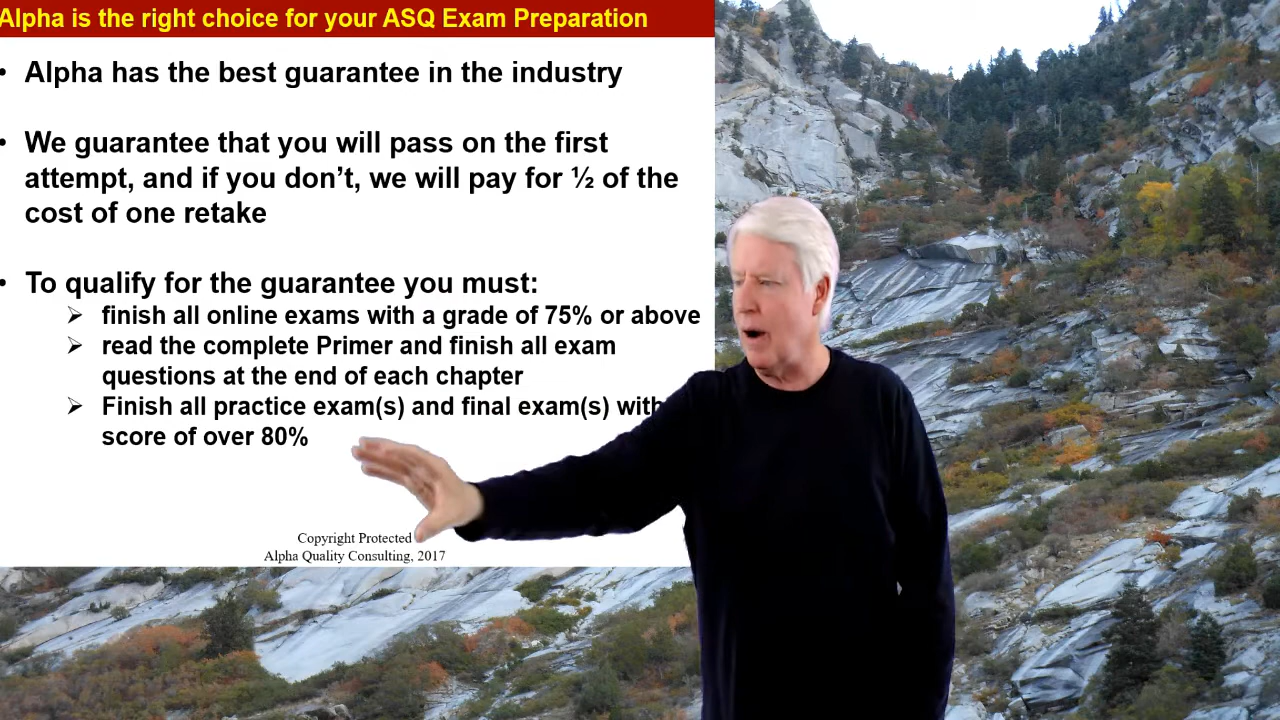 Alpha is the right choice for your ASQ Exam Preparation
• Alpha has the best guarantee in the industry
• We guarantee that you will pass on the first
attempt, and if you don’t, we will pay for ½ of the
cost of one retake
• To qualify for the guarantee you must:
➢ finish all online exams with a grade of 75% or above
➢ read the complete Primer and finish all exam
questions at the end of each chapter
➢ Finish all practice exam(s) and final exam(s) with
score of over 80%
Copyright Protected
Alpha Quality Consulting, 2017